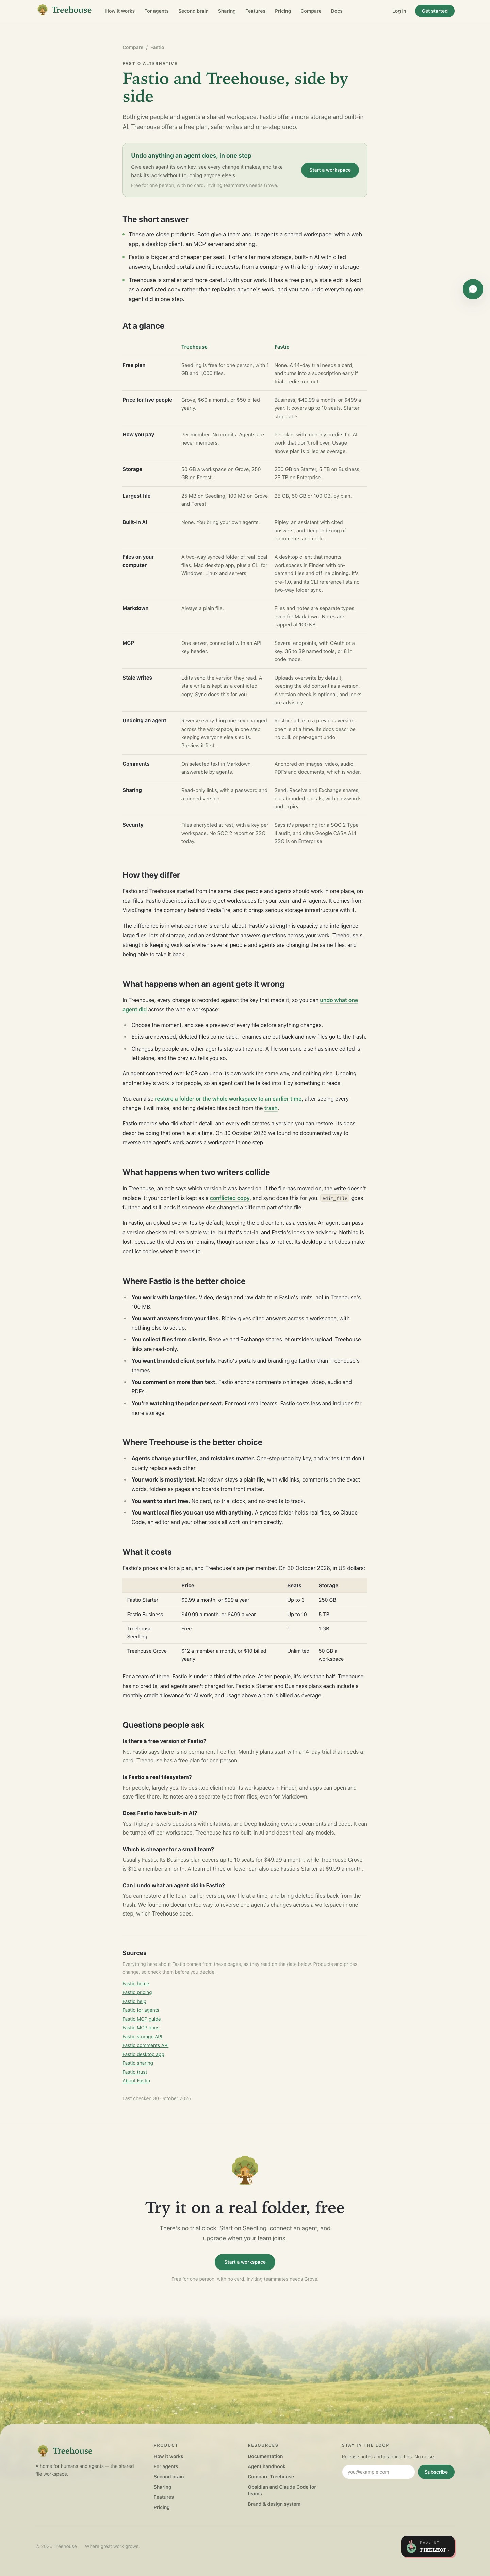 Treehouse How it works For agents Second brain Sharing Features Pricing Compare Docs Log in Get started
Compare / Fastio
FASTIO ALTERNATIVE
Fastio and Treehouse, side by
side
Both give people and agents a shared workspace. Fastio offers more storage and built-in
AI. Treehouse offers a free plan, safer writes and one-step undo.
Undo anything an agent does, in one step
Give each agent its own key, see every change it makes, and take
back its work without touching anyone else's.
Free for one person, with no card. Inviting teammates needs Grove.
Start a workspace
The short answer
These are close products. Both give a team and its agents a shared workspace, with a web
app, a desktop client, an MCP server and sharing.
Fastio is bigger and cheaper per seat. It offers far more storage, built-in AI with cited
answers, branded portals and file requests, from a company with a long history in storage.
Treehouse is smaller and more careful with your work. It has a free plan, a stale edit is kept
as a conflicted copy rather than replacing anyone's work, and you can undo everything one
agent did in one step.
At a glance
Treehouse Fastio
Free plan
Seedling is free for one person, with 1
GB and 1,000 files.
None. A 14-day trial needs a card,
and turns into a subscription early if
trial credits run out.
Price for five people
Grove, $60 a month, or $50 billed
yearly.
Business, $49.99 a month, or $499 a
year. It covers up to 10 seats. Starter
stops at 3.
How you pay
Per member. No credits. Agents are
never members.
Per plan, with monthly credits for AI
work that don't roll over. Usage
above plan is billed as overage.
Storage
50 GB a workspace on Grove, 250
GB on Forest.
250 GB on Starter, 5 TB on Business,
25 TB on Enterprise.
Largest file
25 MB on Seedling, 100 MB on Grove
and Forest.
25 GB, 50 GB or 100 GB, by plan.
Built-in AI
None. You bring your own agents.
Ripley, an assistant with cited
answers, and Deep Indexing of
documents and code.
Files on your
computer
A two-way synced folder of real local
files. Mac desktop app, plus a CLI for
Windows, Linux and servers.
A desktop client that mounts
workspaces in Finder, with on-
demand files and offline pinning. It's
pre-1.0, and its CLI reference lists no
two-way folder sync.
Markdown
Always a plain file.
Files and notes are separate types,
even for Markdown. Notes are
capped at 100 KB.
MCP
One server, connected with an API
key header.
Several endpoints, with OAuth or a
key. 35 to 39 named tools, or 8 in
code mode.
Stale writes
Edits send the version they read. A
stale write is kept as a conflicted
copy. Sync does this for you.
Uploads overwrite by default,
keeping the old content as a version.
A version check is optional, and locks
are advisory.
Undoing an agent
Reverse everything one key changed
across the workspace, in one step,
keeping everyone else's edits.
Preview it first.
Restore a file to a previous version,
one file at a time. Its docs describe
no bulk or per-agent undo.
Comments
On selected text in Markdown,
answerable by agents.
Anchored on images, video, audio,
PDFs and documents, which is wider.
Sharing
Read-only links, with a password and
a pinned version.
Send, Receive and Exchange shares,
plus branded portals, with passwords
and expiry.
Security
Files encrypted at rest, with a key per
workspace. No SOC 2 report or SSO
today.
Says it's preparing for a SOC 2 Type
II audit, and cites Google CASA AL1.
SSO is on Enterprise.
How they differ
Fastio and Treehouse started from the same idea: people and agents should work in one place, on
real files. Fastio describes itself as project workspaces for your team and AI agents. It comes from
VividEngine, the company behind MediaFire, and it brings serious storage infrastructure with it.
The difference is in what each one is careful about. Fastio's strength is capacity and intelligence:
large files, lots of storage, and an assistant that answers questions across your work. Treehouse's
strength is keeping work safe when several people and agents are changing the same files, and
being able to take it back.
What happens when an agent gets it wrong
In Treehouse, every change is recorded against the key that made it, so you can undo what one
agent did across the whole workspace:
Choose the moment, and see a preview of every file before anything changes.
Edits are reversed, deleted files come back, renames are put back and new files go to the trash.
Changes by people and other agents stay as they are. A file someone else has since edited is
left alone, and the preview tells you so.
An agent connected over MCP can undo its own work the same way, and nothing else. Undoing
another key's work is for people, so an agent can't be talked into it by something it reads.
You can also restore a folder or the whole workspace to an earlier time, after seeing every
change it will make, and bring deleted files back from the trash.
Fastio records who did what in detail, and every edit creates a version you can restore. Its docs
describe doing that one file at a time. On 30 October 2026 we found no documented way to
reverse one agent's work across a workspace in one step.
What happens when two writers collide
In Treehouse, an edit says which version it was based on. If the file has moved on, the write doesn't
replace it: your content is kept as a conflicted copy, and sync does this for you. edit_file goes
further, and still lands if someone else changed a different part of the file.
In Fastio, an upload overwrites by default, keeping the old content as a version. An agent can pass
a version check to refuse a stale write, but that's opt-in, and Fastio's locks are advisory. Nothing is
lost, because the old version remains, though someone has to notice. Its desktop client does make
conflict copies when it needs to.
Where Fastio is the better choice
You work with large files. Video, design and raw data fit in Fastio's limits, not in Treehouse's
100 MB.
You want answers from your files. Ripley gives cited answers across a workspace, with
nothing else to set up.
You collect files from clients. Receive and Exchange shares let outsiders upload. Treehouse
links are read-only.
You want branded client portals. Fastio's portals and branding go further than Treehouse's
themes.
You comment on more than text. Fastio anchors comments on images, video, audio and
PDFs.
You're watching the price per seat. For most small teams, Fastio costs less and includes far
more storage.
Where Treehouse is the better choice
Agents change your files, and mistakes matter. One-step undo by key, and writes that don't
quietly replace each other.
Your work is mostly text. Markdown stays a plain file, with wikilinks, comments on the exact
words, folders as pages and boards from front matter.
You want to start free. No card, no trial clock, and no credits to track.
You want local files you can use with anything. A synced folder holds real files, so Claude
Code, an editor and your other tools all work on them directly.
What it costs
Fastio's prices are for a plan, and Treehouse's are per member. On 30 October 2026, in US dollars:
Price Seats Storage
Fastio Starter $9.99 a month, or $99 a year Up to 3 250 GB
Fastio Business $49.99 a month, or $499 a year Up to 10 5 TB
Treehouse
Seedling
Free 1 1 GB
Treehouse Grove $12 a member a month, or $10 billed
yearly
Unlimited 50 GB a
workspace
For a team of three, Fastio is under a third of the price. At ten people, it's less than half. Treehouse
has no credits, and agents aren't charged for. Fastio's Starter and Business plans each include a
monthly credit allowance for AI work, and usage above a plan is billed as overage.
Questions people ask
Is there a free version of Fastio?
No. Fastio says there is no permanent free tier. Monthly plans start with a 14-day trial that needs a
card. Treehouse has a free plan for one person.
Is Fastio a real filesystem?
For people, largely yes. Its desktop client mounts workspaces in Finder, and apps can open and
save files there. Its notes are a separate type from files, even for Markdown.
Does Fastio have built-in AI?
Yes. Ripley answers questions with citations, and Deep Indexing covers documents and code. It can
be turned off per workspace. Treehouse has no built-in AI and doesn't call any models.
Which is cheaper for a small team?
Usually Fastio. Its Business plan covers up to 10 seats for $49.99 a month, while Treehouse Grove
is $12 a member a month. A team of three or fewer can also use Fastio's Starter at $9.99 a month.
Can I undo what an agent did in Fastio?
You can restore a file to an earlier version, one file at a time, and bring deleted files back from the
trash. We found no documented way to reverse one agent's changes across a workspace in one
step, which Treehouse does.
Sources
Everything here about Fastio comes from these pages, as they read on the date below. Products and prices
change, so check them before you decide.
Fastio home
Fastio pricing
Fastio help
Fastio for agents
Fastio MCP guide
Fastio MCP docs
Fastio storage API
Fastio comments API
Fastio desktop app
Fastio sharing
Fastio trust
About Fastio
Last checked 30 October 2026
Try it on a real folder, free
There's no trial clock. Start on Seedling, connect an agent, and
upgrade when your team joins.
Start a workspace
Free for one person, with no card. Inviting teammates needs Grove.
Treehouse
A home for humans and agents — the shared
file workspace.
PRODUCT
How it works
For agents
Second brain
Sharing
Features
Pricing
RESOURCES
Documentation
Agent handbook
Compare Treehouse
Obsidian and Claude Code for
teams
Brand & design system
STAY IN THE LOOP
Release notes and practical tips. No noise.
you@example.com Subscribe
© 2026 Treehouse Where great work grows.
MADE BY
PIXELHOP